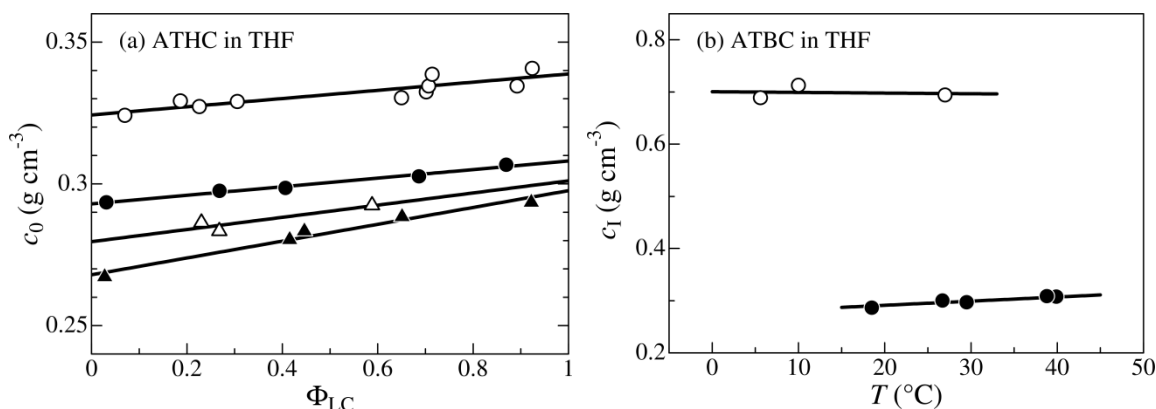 (a) ATHC in THF
0.35
0.3
0.25
c₀ (g cm⁻³)
0 0.2 0.4 0.6 0.8 1
Φ_LC
(b) ATBC in THF
0.8
0.6
0.4
0.2
c_I (g cm⁻³)
0 10 20 30 40 50
T (°C)